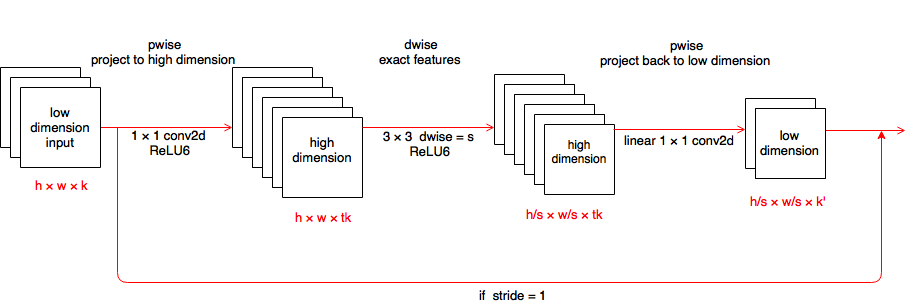 pwise
project to high dimension
dwise
exact features
pwise
project back to low dimension
low
dimension
input
1 × 1 conv2d
ReLU6
high
dimension
3 × 3 dwise = s
ReLU6
high
dimension
linear 1 × 1 conv2d
low
dimension
h × w × k
h × w × tk
h/s × w/s × tk
h/s × w/s × k'
if stride = 1